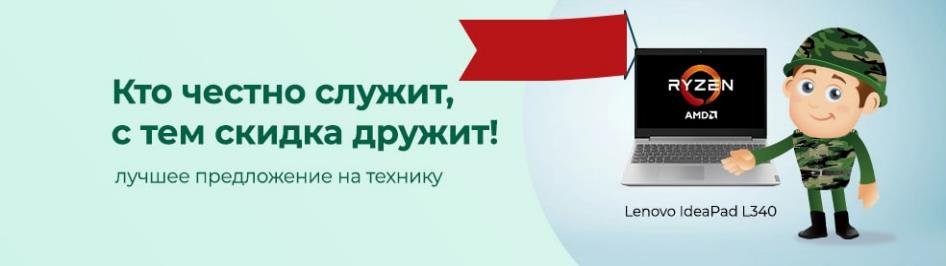 Кто честно служит,
с тем скидка дружит!
лучшее предложение на технику
RYZEN
AMD
Lenovo IdeaPad L340